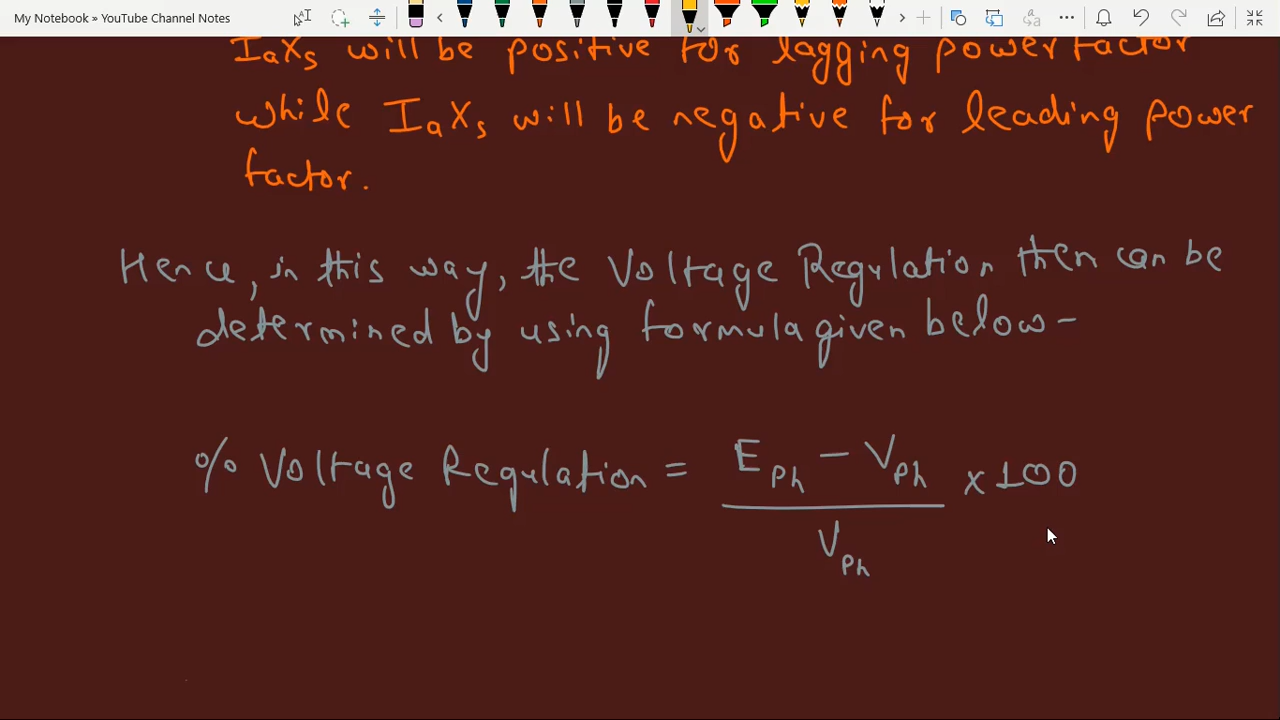 My Notebook » YouTube Channel Notes
IaXs will be positive for lagging power factor
while IaXs will be negative for leading power
factor.
Hence, in this way, the Voltage Regulation then can be
determined by using formula given below-
% Voltage Regulation = (EPh - VPh) / VPh x 100